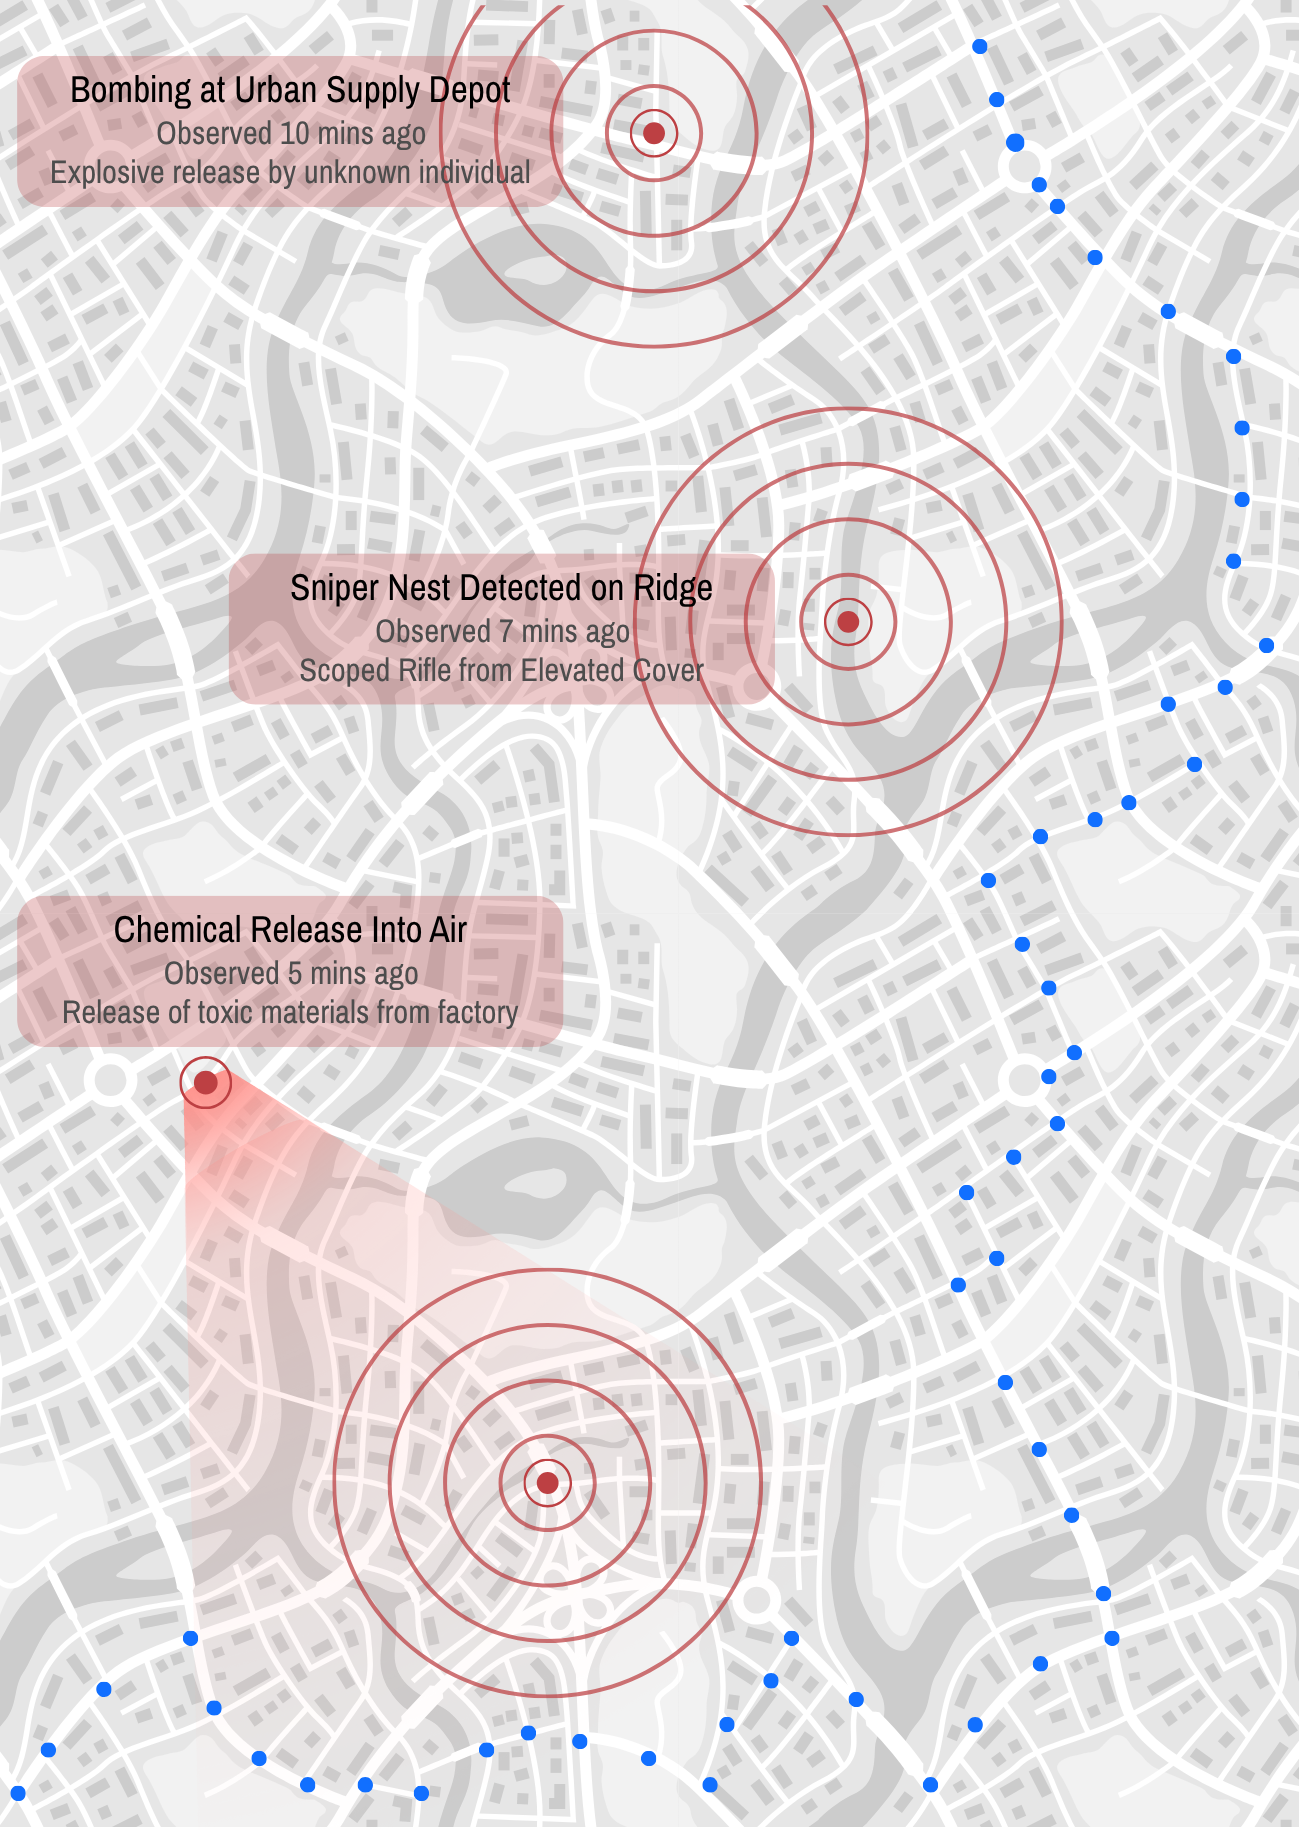 Bombing at Urban Supply Depot
Observed 10 mins ago
Explosive release by unknown individual
Sniper Nest Detected on Ridge
Observed 7 mins ago
Scoped Rifle from Elevated Cover
Chemical Release Into Air
Observed 5 mins ago
Release of toxic materials from factory